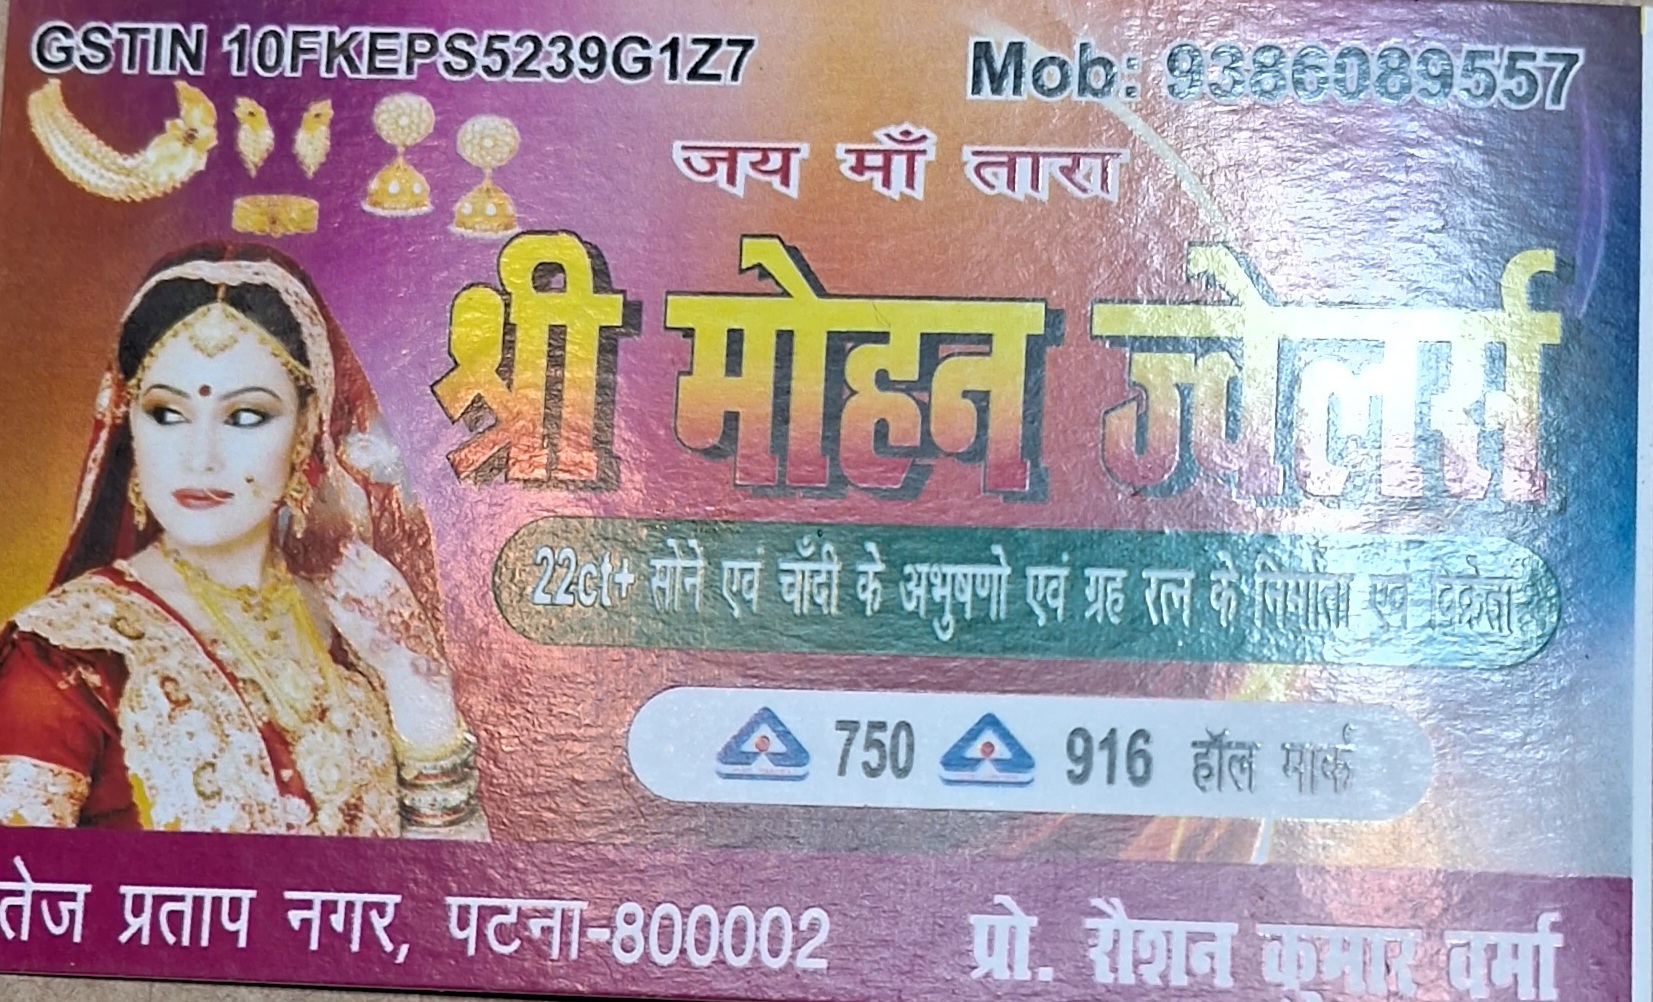 GSTIN 10FKEPS5239G1Z7
Mob: 9386089557
जय माँ तारा
श्री मोहन ज्वेलर्स
22ct+ सोने एवं चाँदी के अभुषणो एवं ग्रह रत्न के निर्माता एवं विक्रेता
750 916 हॉल मार्क
तेज प्रताप नगर, पटना-800002
प्रो. रौशन कुमार वर्मा